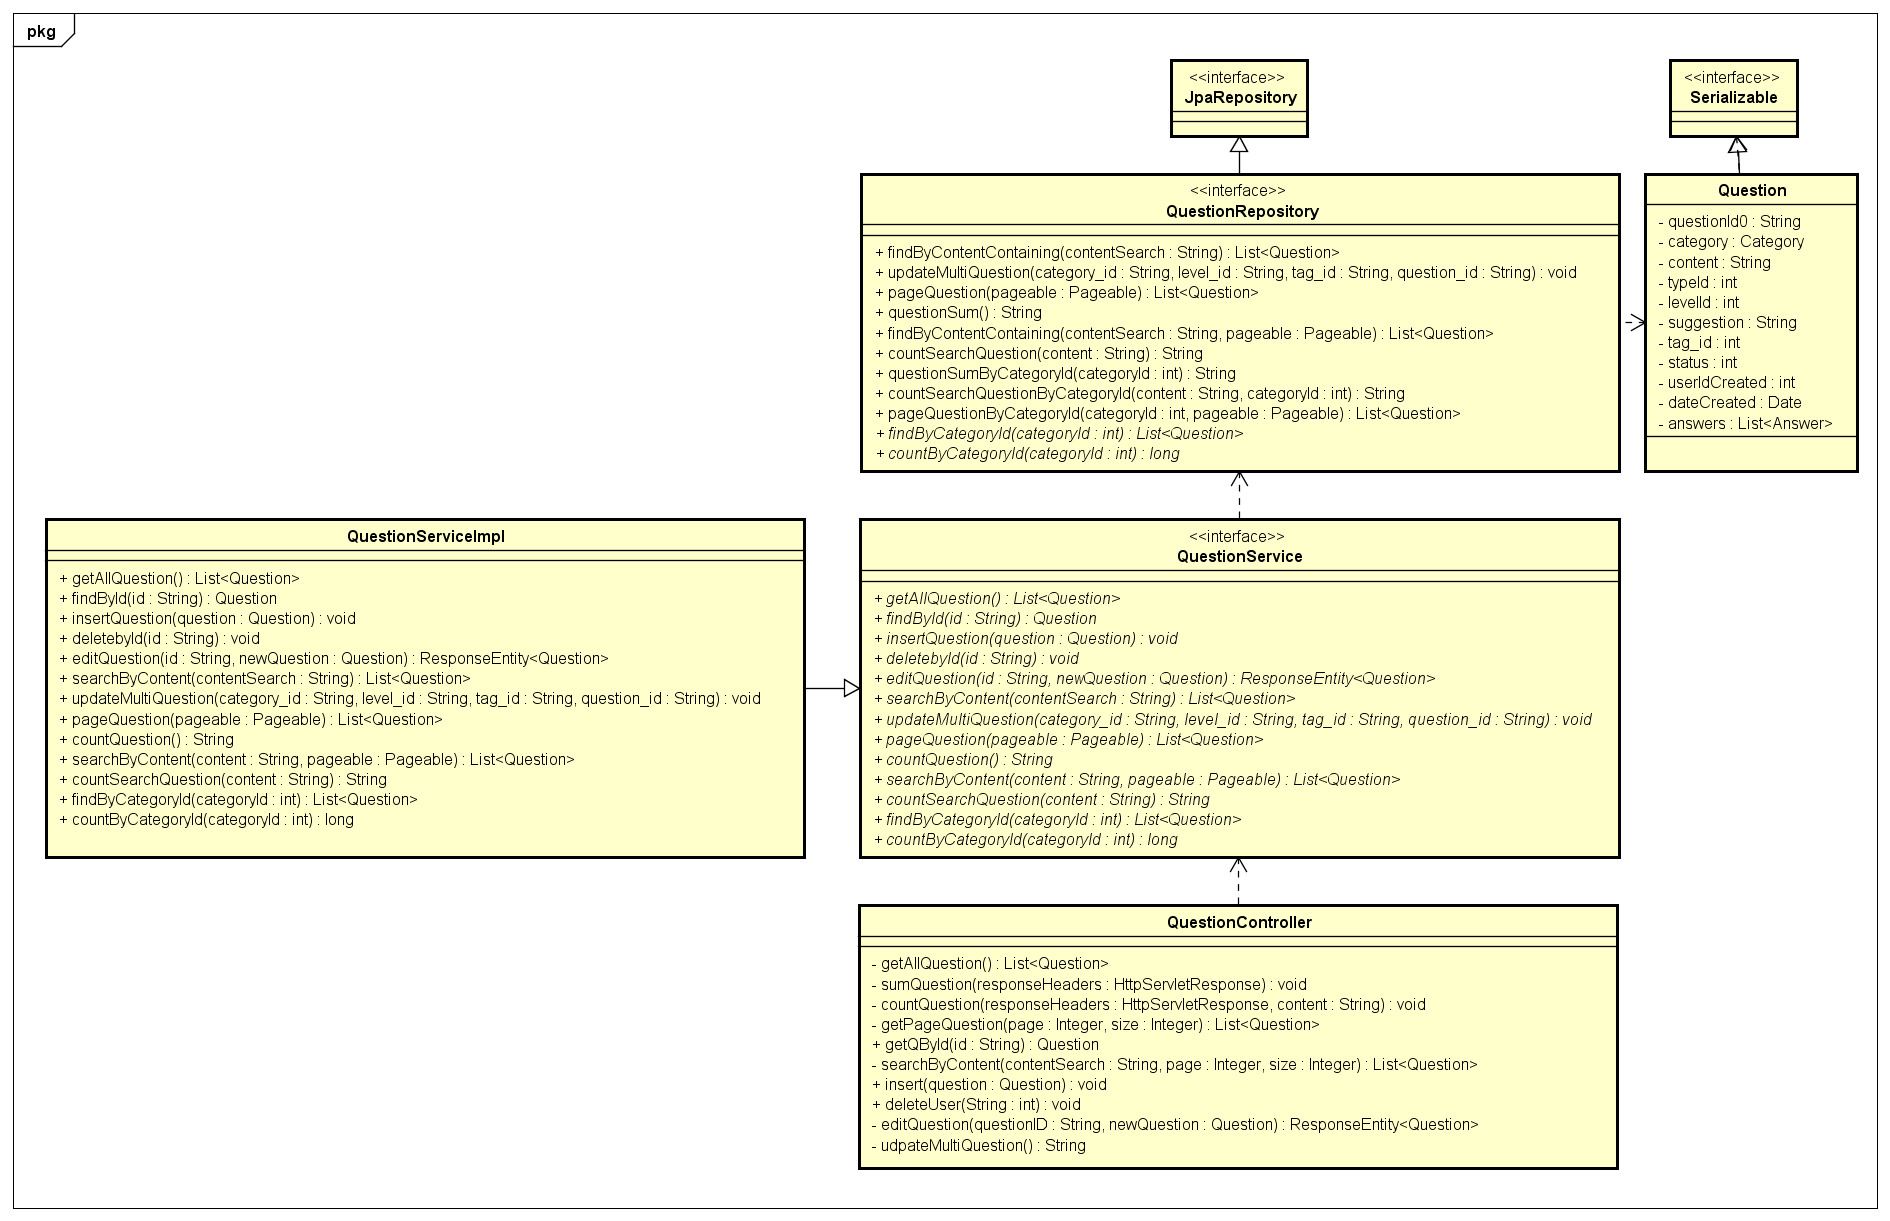 pkg
<<interface>>
JpaRepository
<<interface>>
Serializable
<<interface>>
QuestionRepository
+ findByContentContaining(contentSearch : String) : List<Question>
+ updateMultiQuestion(category_id : String, level_id : String, tag_id : String, question_id : String) : void
+ pageQuestion(pageable : Pageable) : List<Question>
+ questionSum() : String
+ findByContentContaining(contentSearch : String, pageable : Pageable) : List<Question>
+ countSearchQuestion(content : String) : String
+ questionSumByCategoryId(categoryId : int) : String
+ countSearchQuestionByCategoryId(content : String, categoryId : int) : String
+ pageQuestionByCategoryId(categoryId : int, pageable : Pageable) : List<Question>
+ findByCategoryId(categoryId : int) : List<Question>
+ countByCategoryId(categoryId : int) : long
Question
- questionId0 : String
- category : Category
- content : String
- typeId : int
- levelId : int
- suggestion : String
- tag_id : int
- status : int
- userIdCreated : int
- dateCreated : Date
- answers : List<Answer>
QuestionServiceImpl
+ getAllQuestion() : List<Question>
+ findById(id : String) : Question
+ insertQuestion(question : Question) : void
+ deletebyId(id : String) : void
+ editQuestion(id : String, newQuestion : Question) : ResponseEntity<Question>
+ searchByContent(contentSearch : String) : List<Question>
+ updateMultiQuestion(category_id : String, level_id : String, tag_id : String, question_id : String) : void
+ pageQuestion(pageable : Pageable) : List<Question>
+ countQuestion() : String
+ searchByContent(content : String, pageable : Pageable) : List<Question>
+ countSearchQuestion(content : String) : String
+ findByCategoryId(categoryId : int) : List<Question>
+ countByCategoryId(categoryId : int) : long
<<interface>>
QuestionService
+ getAllQuestion() : List<Question>
+ findById(id : String) : Question
+ insertQuestion(question : Question) : void
+ deletebyId(id : String) : void
+ editQuestion(id : String, newQuestion : Question) : ResponseEntity<Question>
+ searchByContent(contentSearch : String) : List<Question>
+ updateMultiQuestion(category_id : String, level_id : String, tag_id : String, question_id : String) : void
+ pageQuestion(pageable : Pageable) : List<Question>
+ countQuestion() : String
+ searchByContent(content : String, pageable : Pageable) : List<Question>
+ countSearchQuestion(content : String) : String
+ findByCategoryId(categoryId : int) : List<Question>
+ countByCategoryId(categoryId : int) : long
QuestionController
- getAllQuestion() : List<Question>
- sumQuestion(responseHeaders : HttpServletResponse) : void
- countQuestion(responseHeaders : HttpServletResponse, content : String) : void
- getPageQuestion(page : Integer, size : Integer) : List<Question>
+ getQById(id : String) : Question
- searchByContent(contentSearch : String, page : Integer, size : Integer) : List<Question>
+ insert(question : Question) : void
+ deleteUser(String : int) : void
- editQuestion(questionID : String, newQuestion : Question) : ResponseEntity<Question>
- udpateMultiQuestion() : String